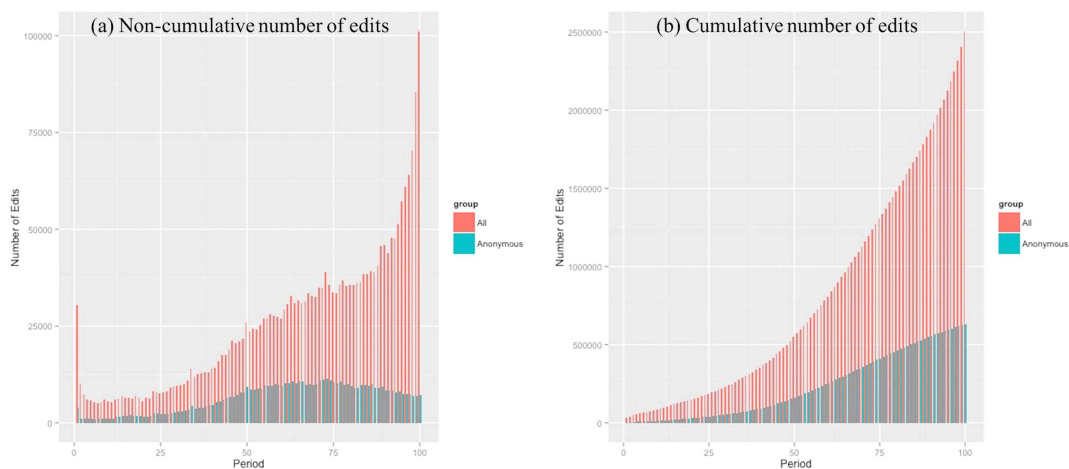 (a) Non-cumulative number of edits
100000
75000
50000
25000
0
Number of Edits
0
25
50
75
100
Period
group
All
Anonymous
(b) Cumulative number of edits
2500000
2000000
1500000
1000000
500000
0
Number of Edits
0
25
50
75
100
Period
group
All
Anonymous